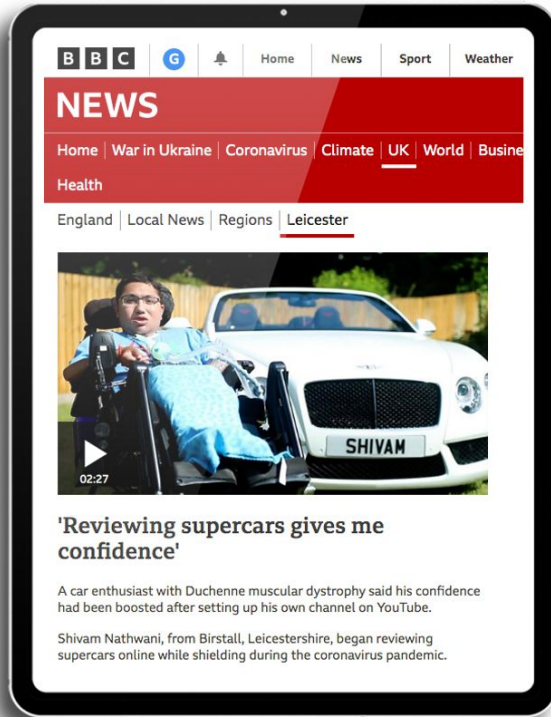 BBC G Home News Sport Weather
NEWS
Home War in Ukraine Coronavirus Climate UK World Busine
Health
England Local News Regions Leicester
SHIVAM
02:27
'Reviewing supercars gives me
confidence'
A car enthusiast with Duchenne muscular dystrophy said his confidence
had been boosted after setting up his own channel on YouTube.
Shivam Nathwani, from Birstall, Leicestershire, began reviewing
supercars online while shielding during the coronavirus pandemic.